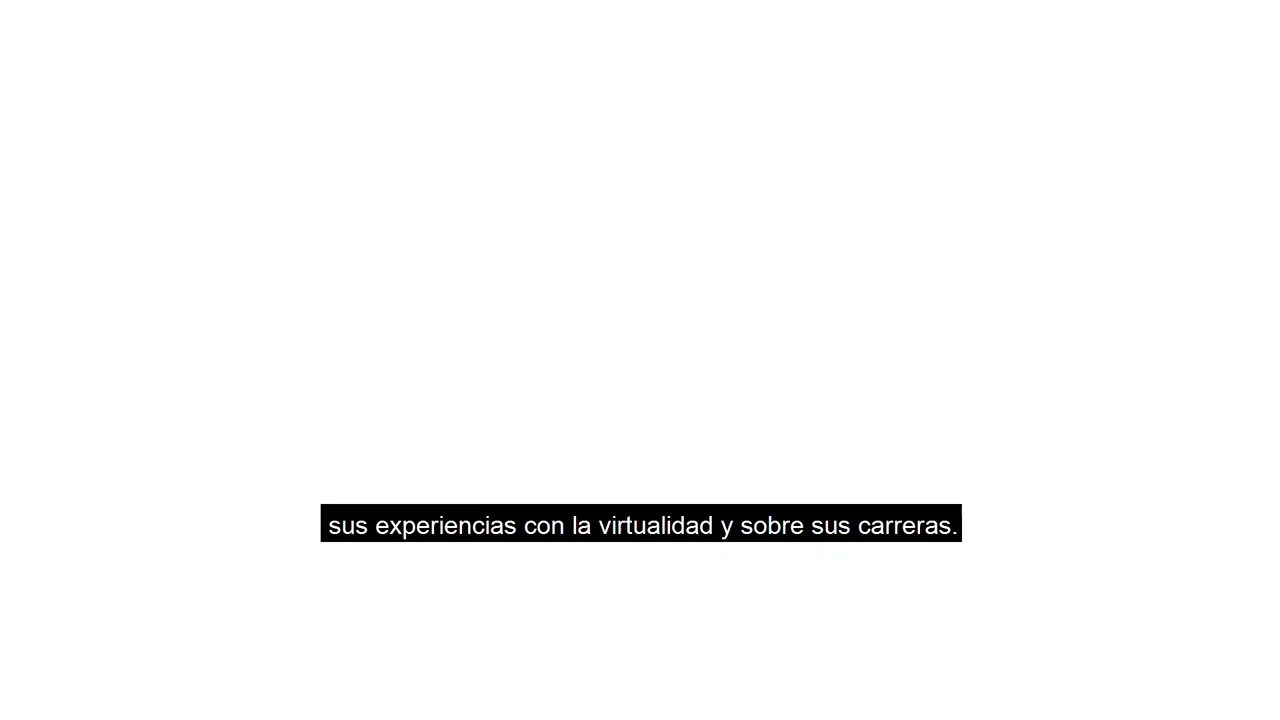 sus experiencias con la virtualidad y sobre sus carreras.